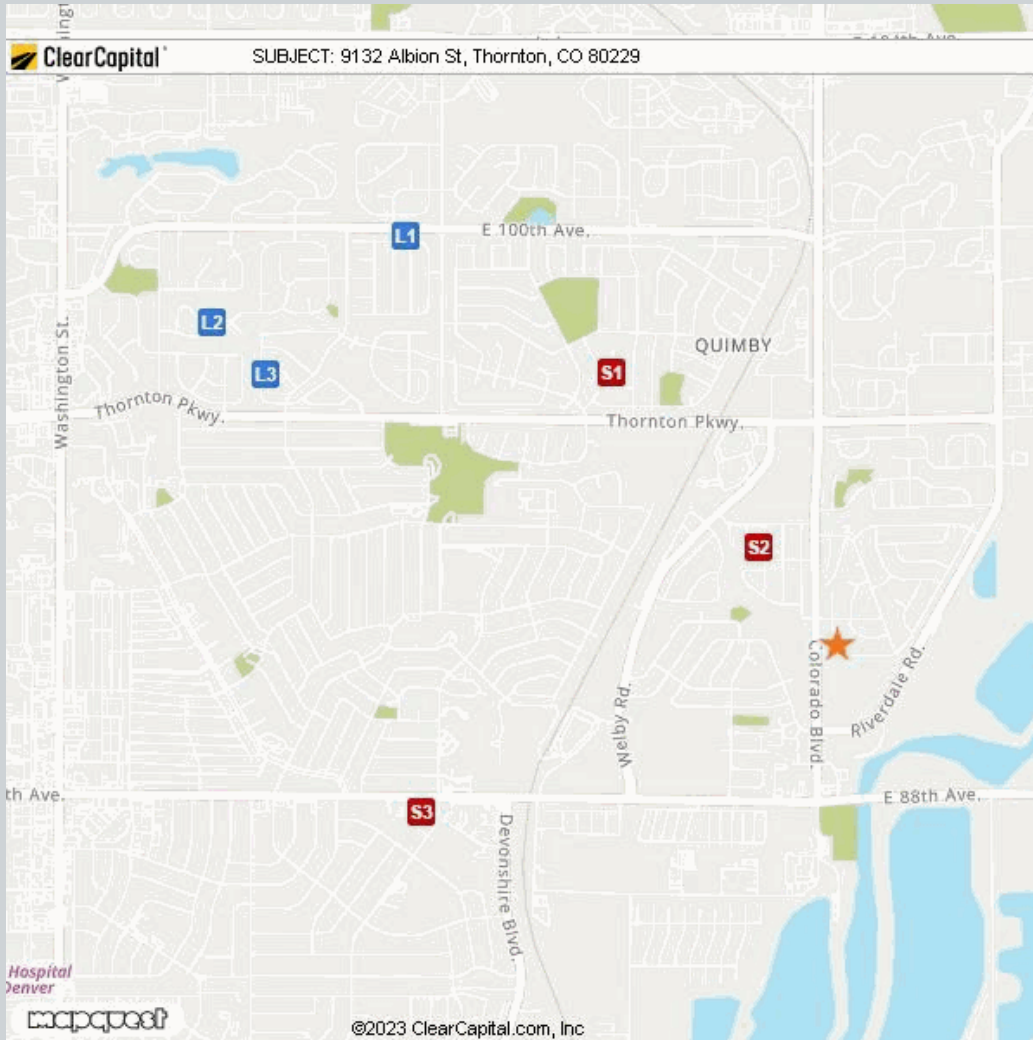 ClearCapital
SUBJECT: 9132 Albion St, Thornton, CO 80229
E 100th Ave.
L1
L2
QUIMBY
L3
S1
Washington St.
Thornton Pkwy.
Thornton Pkwy.
S2
Colorado Blvd.
Riverdale Rd.
Welby Rd.
th Ave.
E 88th Ave.
S3
Devonshire Blvd.
Hospital
Denver
mapquest
©2023 ClearCapital.com, Inc